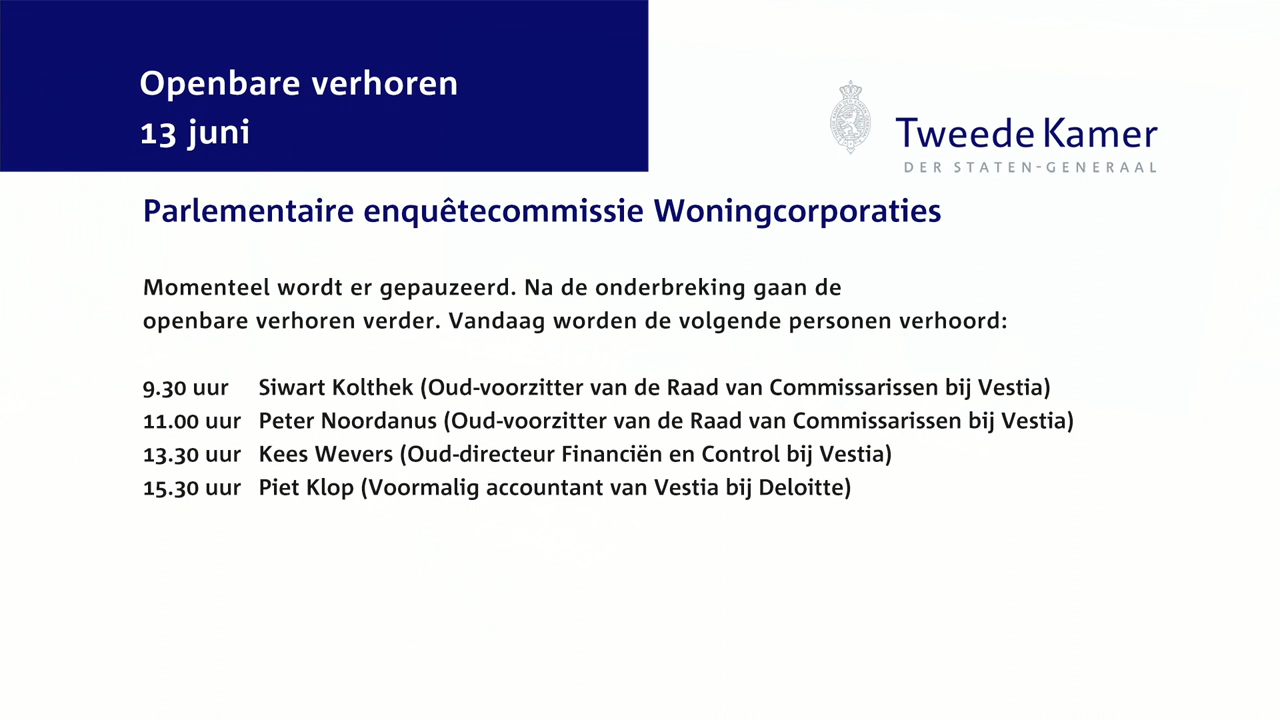 Openbare verhoren
13 juni
Tweede Kamer
DER STATEN-GENERAAL
Parlementaire enquêtecommissie Woningcorporaties
Momenteel wordt er gepauzeerd. Na de onderbreking gaan de
openbare verhoren verder. Vandaag worden de volgende personen verhoord:
9.30 uur Siwart Kolthek (Oud-voorzitter van de Raad van Commissarissen bij Vestia)
11.00 uur Peter Noordanus (Oud-voorzitter van de Raad van Commissarissen bij Vestia)
13.30 uur Kees Wevers (Oud-directeur Financiën en Control bij Vestia)
15.30 uur Piet Klop (Voormalig accountant van Vestia bij Deloitte)